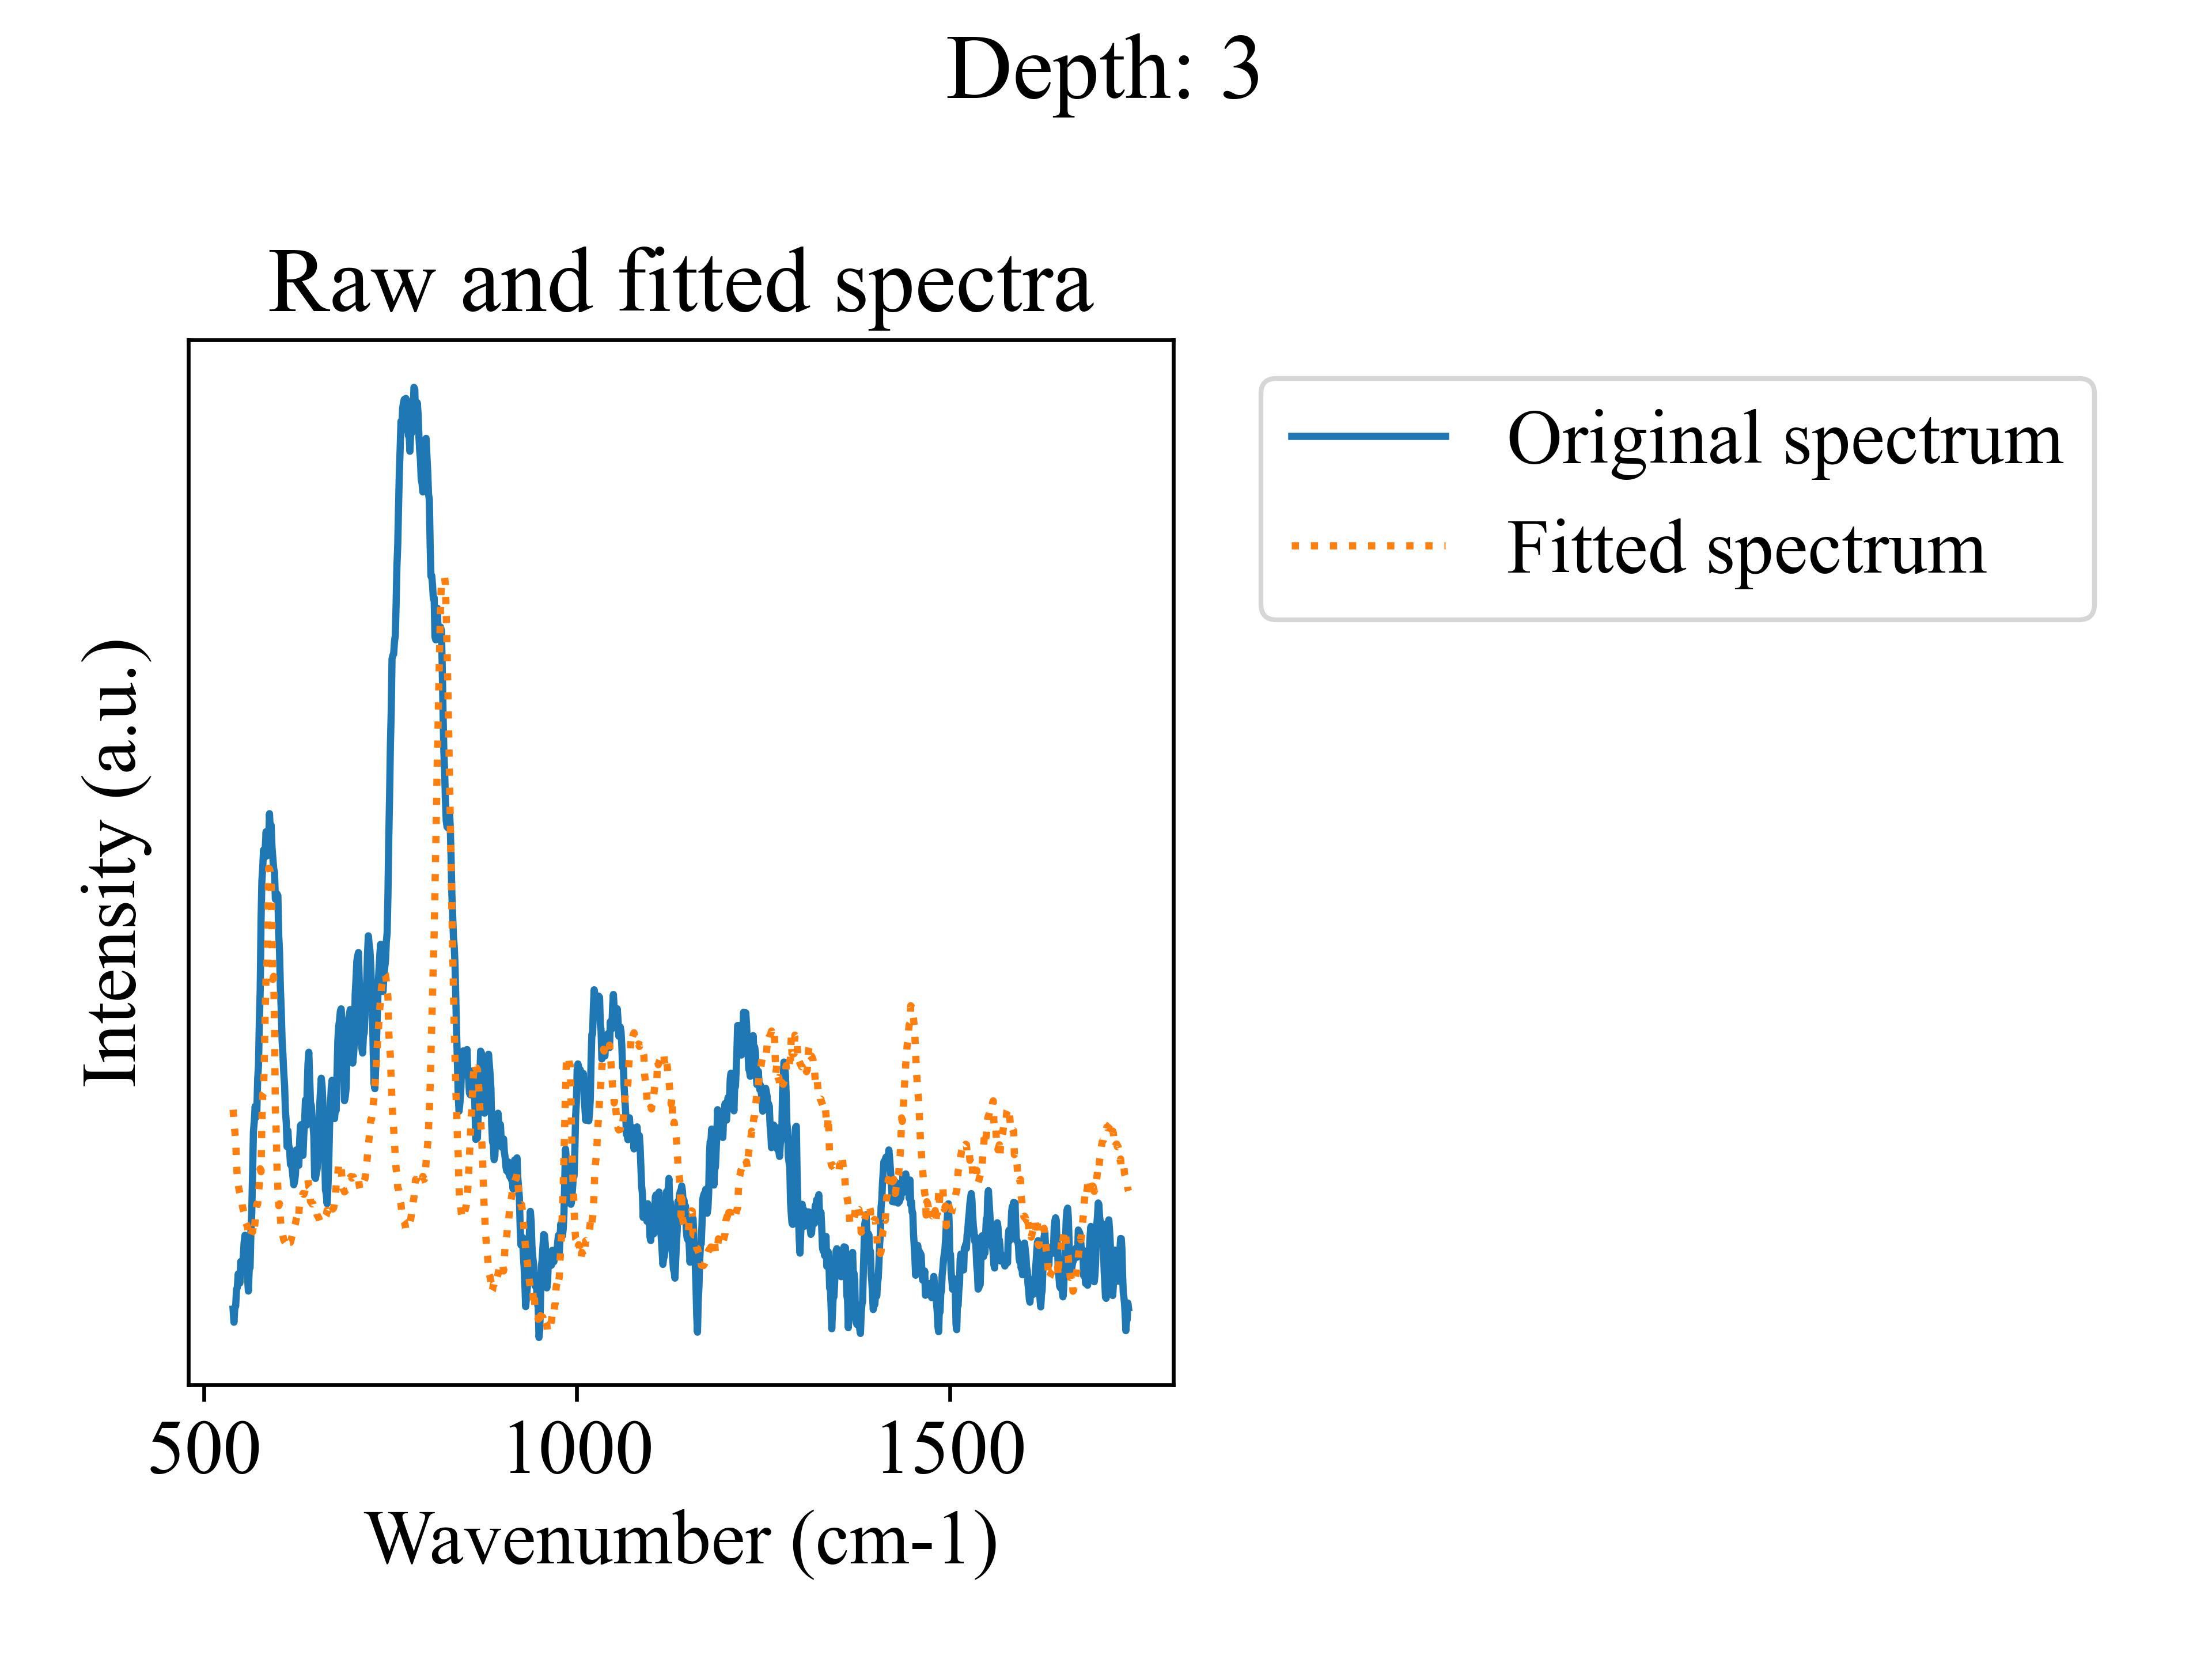 Depth: 3
Raw and fitted spectra
Original spectrum
Fitted spectrum
Intensity (a.u.)
500 1000 1500
Wavenumber (cm-1)